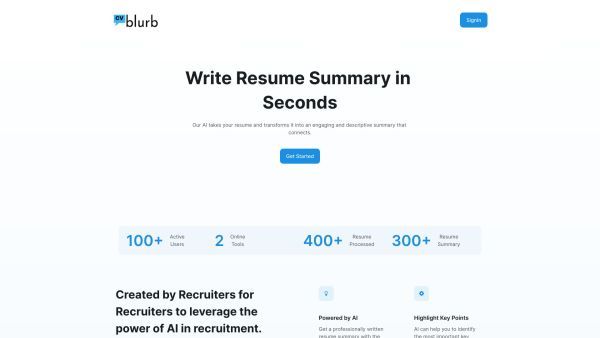 CV blurb
Signin
Write Resume Summary in
Seconds
Our AI takes your resume and transforms it into an engaging and descriptive summary that
connects.
Get Started
100+ Active Users
2 Online Tools
400+ Resume Processed
300+ Resume Summary
Created by Recruiters for
Recruiters to leverage the
power of AI in recruitment.
Powered by AI
Get a professionally written
resume summary with the
Highlight Key Points
AI can help you to identify
the most important key